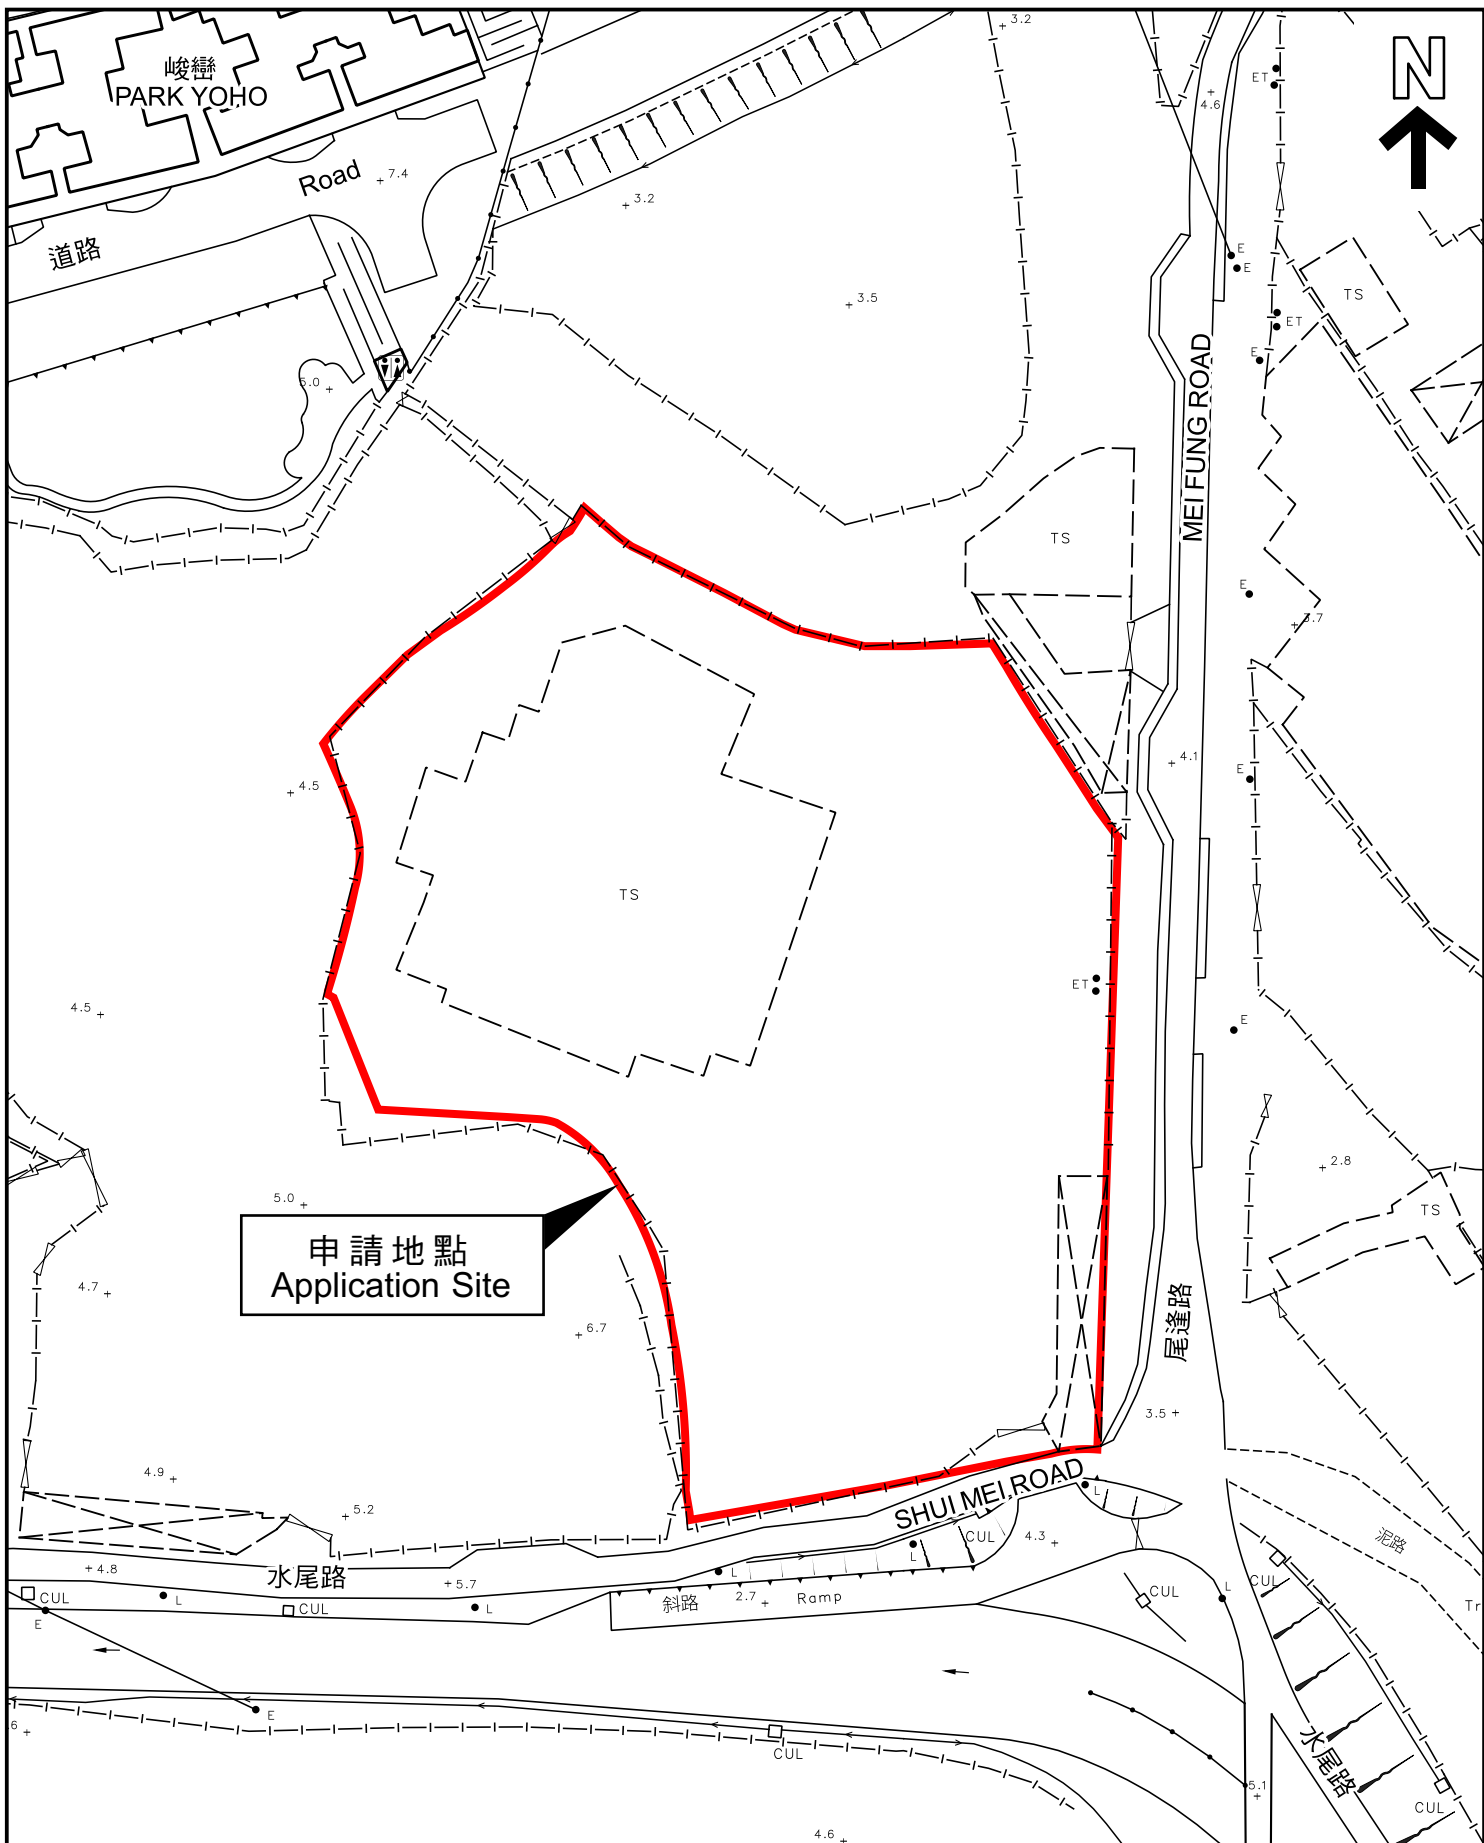 3.2
N
峻巒
PARK YOHO
ET
4.6
Road
7.4
3.2
道路
E
E
TS
3.5
ET
MEI FUNG ROAD
E
5.0
TS
E
3.7
4.1
E
4.5
TS
ET
4.5
E
2.8
5.0
TS
申請地點
Application Site
4.7
6.7
尾逢路
3.5
4.9
SHUI MEI ROAD
L
5.2
CUL
4.3
泥路
L
4.8
水尾路
5.7
L
CUL
CUL
L
CUL
L
CUL
L
斜路
2.7
Ramp
Tr
E
E
6
CUL
水尾路
5.1
CUL
4.6